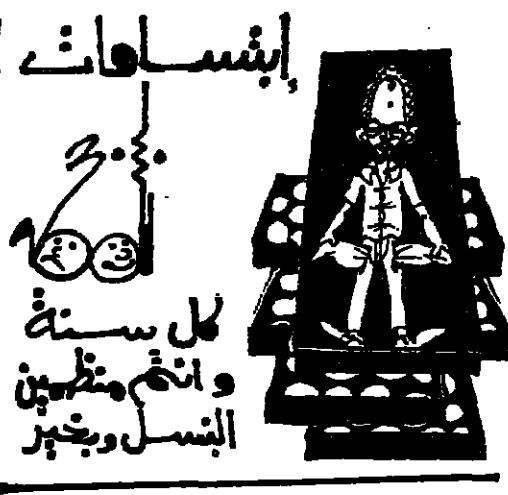 إبتسامات
كل سنة
و انتم منظمين
النسل وبخير